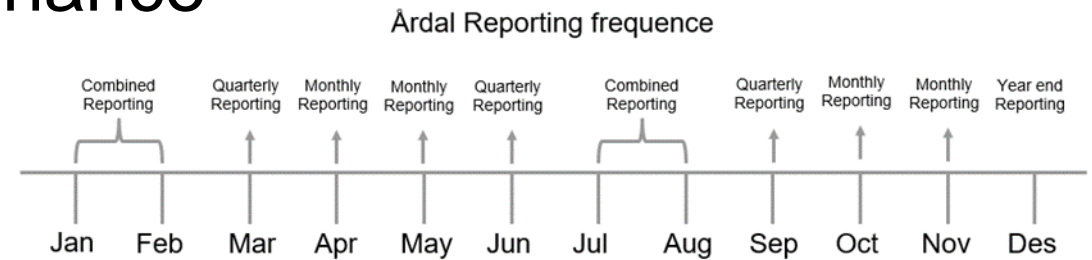 Årdal Reporting frequence
Combined
Reporting
Quarterly
Reporting
Monthly
Reporting
Monthly
Reporting
Quarterly
Reporting
Combined
Reporting
Quarterly
Reporting
Monthly
Reporting
Monthly
Reporting
Year end
Reporting
Jan Feb Mar Apr May Jun Jul Aug Sep Oct Nov Des